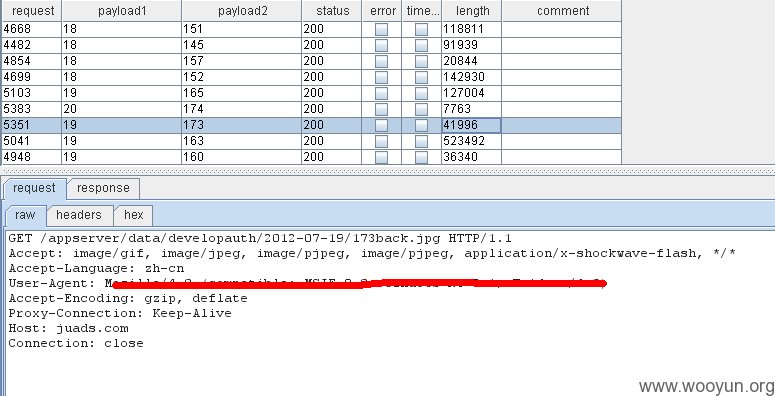 request payload1 payload2 status error time... length comment
4668 18 151 200 118811
4482 18 145 200 91939
4854 18 157 200 20844
4699 18 152 200 142930
5103 19 165 200 127004
5383 20 174 200 7763
5351 19 173 200 41996
5041 19 163 200 523492
4948 19 160 200 36340
request response
raw headers hex
GET /appserver/data/developauth/2012-07-19/173back.jpg HTTP/1.1
Accept: image/gif, image/jpeg, image/pjpeg, image/pjpeg, application/x-shockwave-flash, */*
Accept-Language: zh-cn
User-Agent:
Accept-Encoding: gzip, deflate
Proxy-Connection: Keep-Alive
Host: juads.com
Connection: close
www.wooyun.org